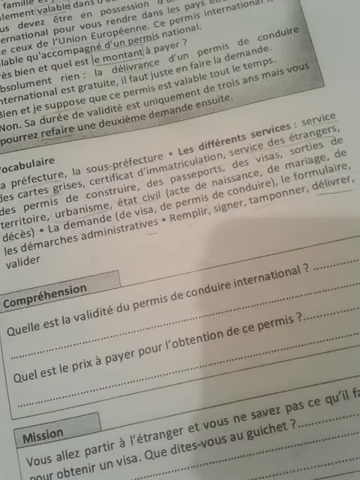 famille et
lement valable dans
us devez être en possession d'
ernational pour vous rendre dans les pays
e ceux de l'Union Européenne. Ce permis international
lable qu'accompagné d'un permis national.
rès bien et quel est le montant à payer ?
bsolument rien : la délivrance d'un permis de conduire
nternational est gratuite, il faut juste en faire la demande.
Bien et je suppose que ce permis est valable tout le temps.
Non. Sa durée de validité est uniquement de trois ans mais vous
pourrez refaire une deuxième demande ensuite.
Vocabulaire
a préfecture, la sous-préfecture • Les différents services : service
des cartes grises, certificat d'immatriculation, service des étrangers,
des permis de construire, des passeports, des visas, sorties de
territoire, urbanisme, état civil (acte de naissance, de mariage, de
décès) • La demande (de visa, de permis de conduire), le formulaire,
les démarches administratives • Remplir, signer, tamponner, délivrer,
valider
Compréhension
Quelle est la validité du permis de conduire international ?
Quel est le prix à payer pour l'obtention de ce permis ?
Mission
Vous allez partir à l'étranger et vous ne savez pas ce qu'il fa
pour obtenir un visa. Que dites-vous au guichet ?